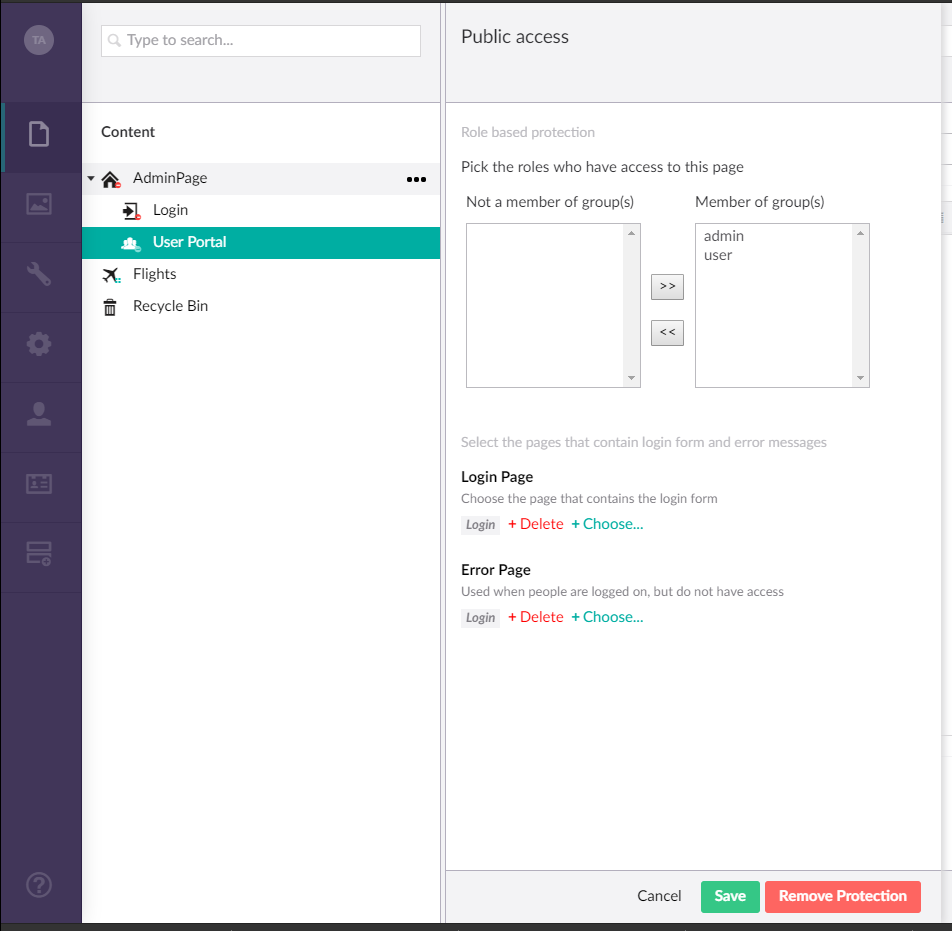 TA
Type to search...
Content
AdminPage
Login
User Portal
Flights
Recycle Bin
Public access
Role based protection
Pick the roles who have access to this page
Not a member of group(s)
Member of group(s)
admin
user
>>
<<
Select the pages that contain login form and error messages
Login Page
Choose the page that contains the login form
Login + Delete + Choose...
Error Page
Used when people are logged on, but do not have access
Login + Delete + Choose...
Cancel Save Remove Protection